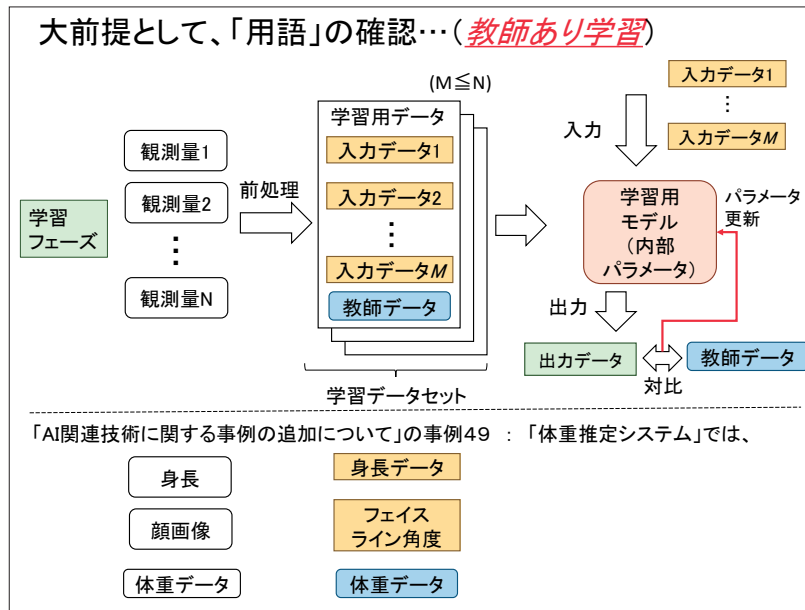 大前提として、「用語」の確認…(教師あり学習)
(M≦N)
学習
フェーズ
観測量1
観測量2
⋮
観測量N
前処理
学習用データ
入力データ1
入力データ2
⋮
入力データM
教師データ
学習データセット
入力データ1
⋮
入力データM
入力
学習用
モデル
(内部
パラメータ)
パラメータ
更新
出力
出力データ
教師データ
対比
「AI関連技術に関する事例の追加について」の事例49 : 「体重推定システム」では、
身長
身長データ
顔画像
フェイス
ライン角度
体重データ
体重データ